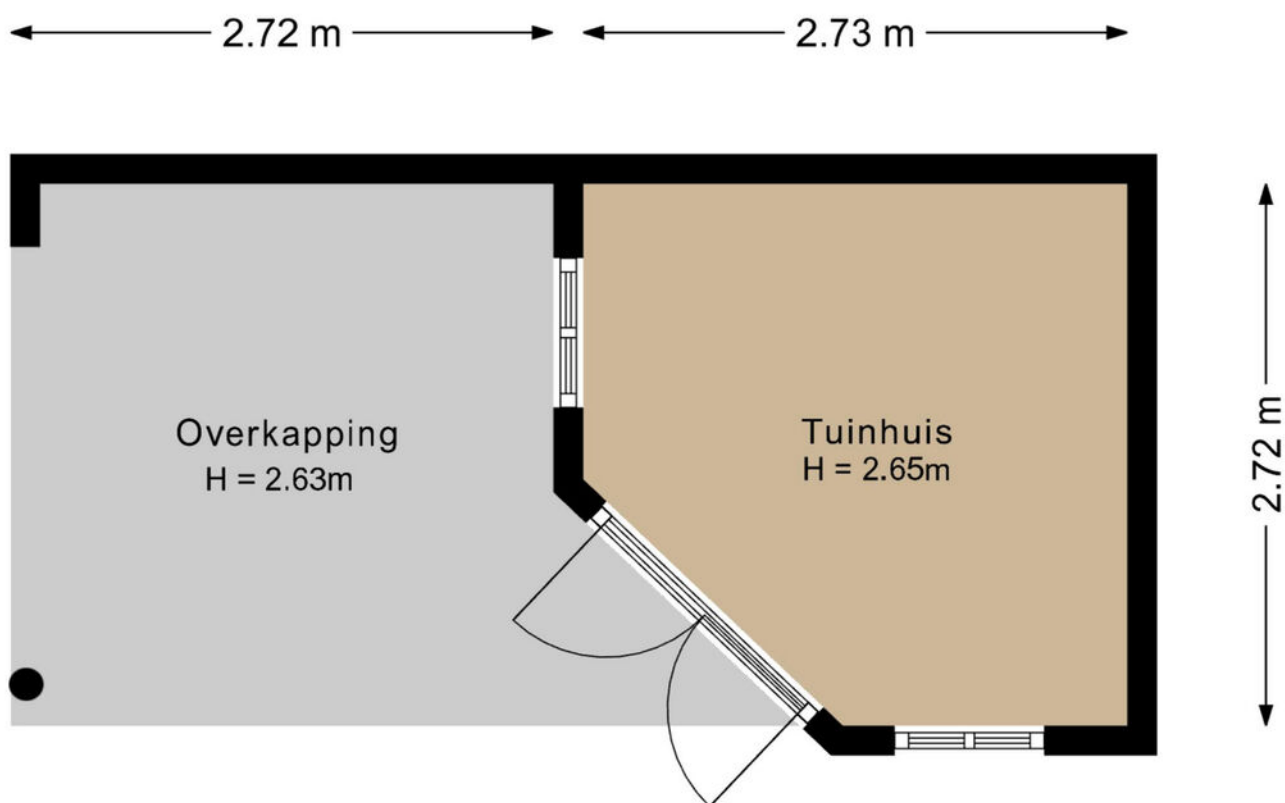 2.72 m
2.73 m
Overkapping
H = 2.63m
Tuinhuis
H = 2.65m
2.72 m